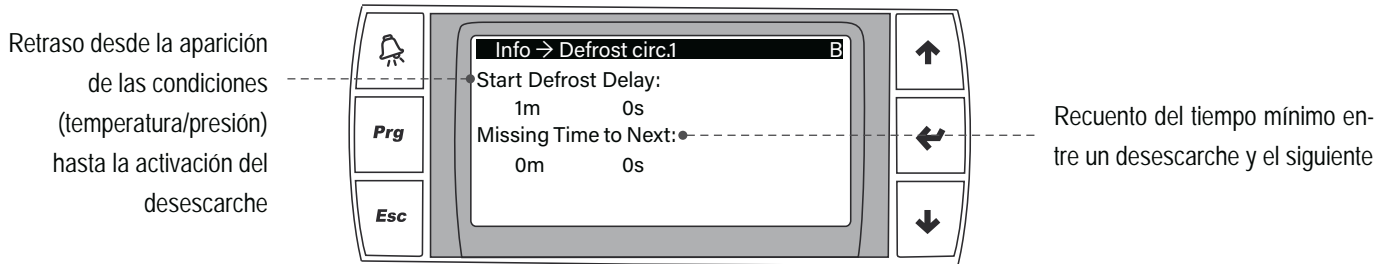 Retraso desde la aparición
de las condiciones
(temperatura/presión)
hasta la activación del
desescarche
Prg
Esc
Info → Defrost circ.1 B
Start Defrost Delay:
1m 0s
Missing Time to Next:
0m 0s
Recuento del tiempo mínimo en-
tre un desescarche y el siguiente